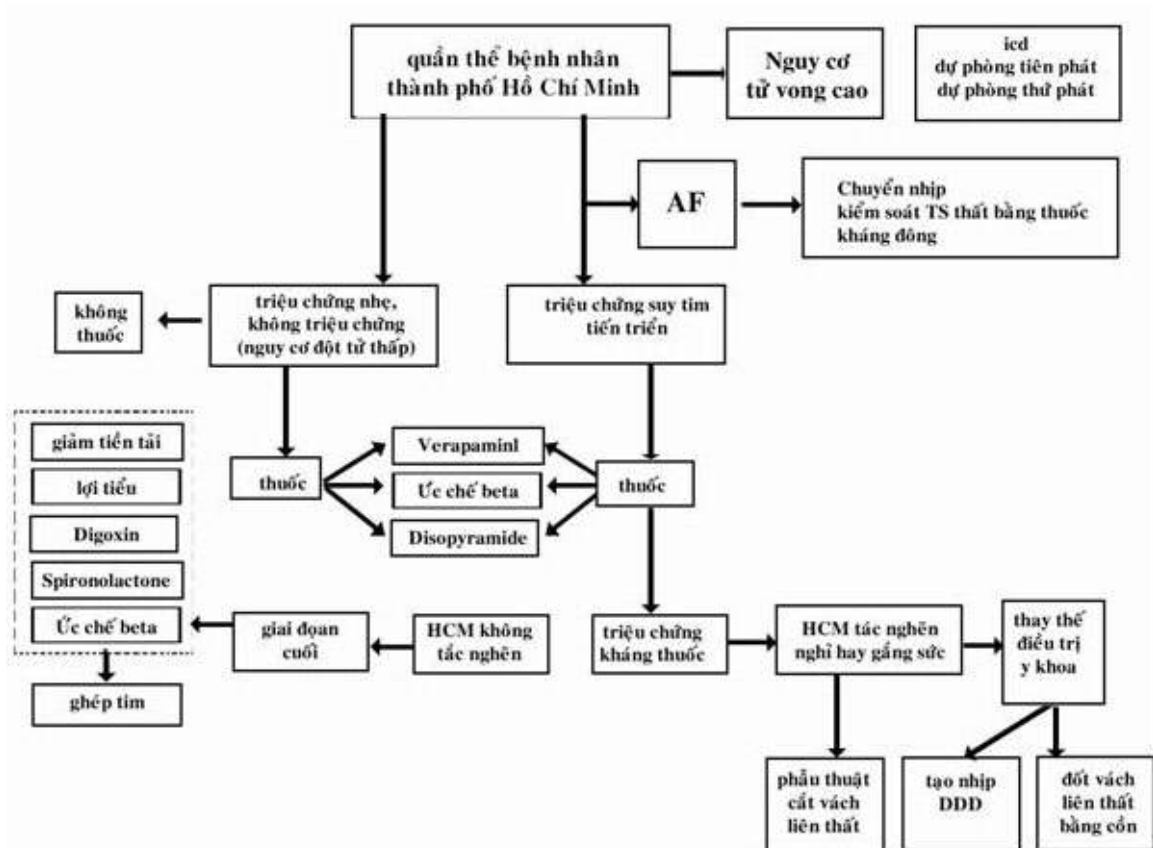 quần thể bệnh nhân
thành phố Hồ Chí Minh
Nguy cơ
tử vong cao
icd
dự phòng tiên phát
dự phòng thứ phát
AF
Chuyển nhịp
kiểm soát TS thất bằng thuốc
kháng đông
không
thuốc
triệu chứng nhẹ,
không triệu chứng
(nguy cơ đột tử thấp)
triệu chứng suy tim
tiến triển
giảm tiền tải
lợi tiểu
Digoxin
Spironolactone
Ức chế beta
thuốc
Verapaminl
Ức chế beta
Disopyramide
thuốc
giai đọan
cuối
HCM không
tắc nghẽn
triệu chứng
kháng thuốc
HCM tác nghẽn
nghĩ hay gắng sức
thay thế
điều trị
y khoa
ghép tim
phẫu thuật
cắt vách
liên thất
tạo nhịp
DDD
đốt vách
liên thất
bằng cồn